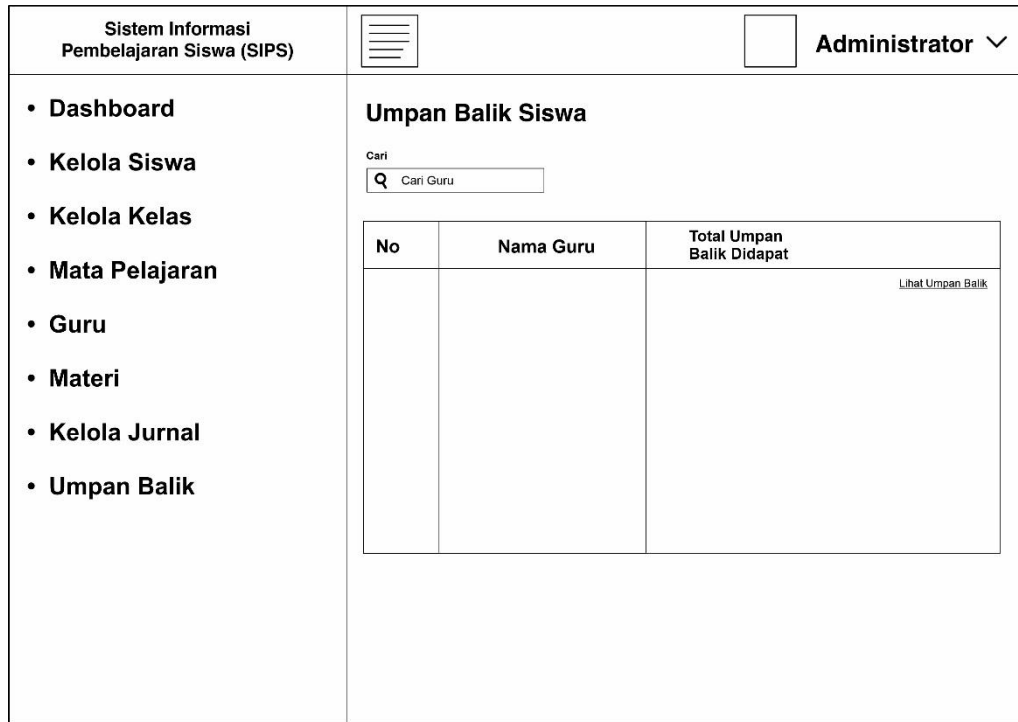 Sistem Informasi
Pembelajaran Siswa (SIPS)
Administrator
• Dashboard
• Kelola Siswa
• Kelola Kelas
• Mata Pelajaran
• Guru
• Materi
• Kelola Jurnal
• Umpan Balik
Umpan Balik Siswa
Cari
Cari Guru
No
Nama Guru
Total Umpan
Balik Didapat
Lihat Umpan Balik